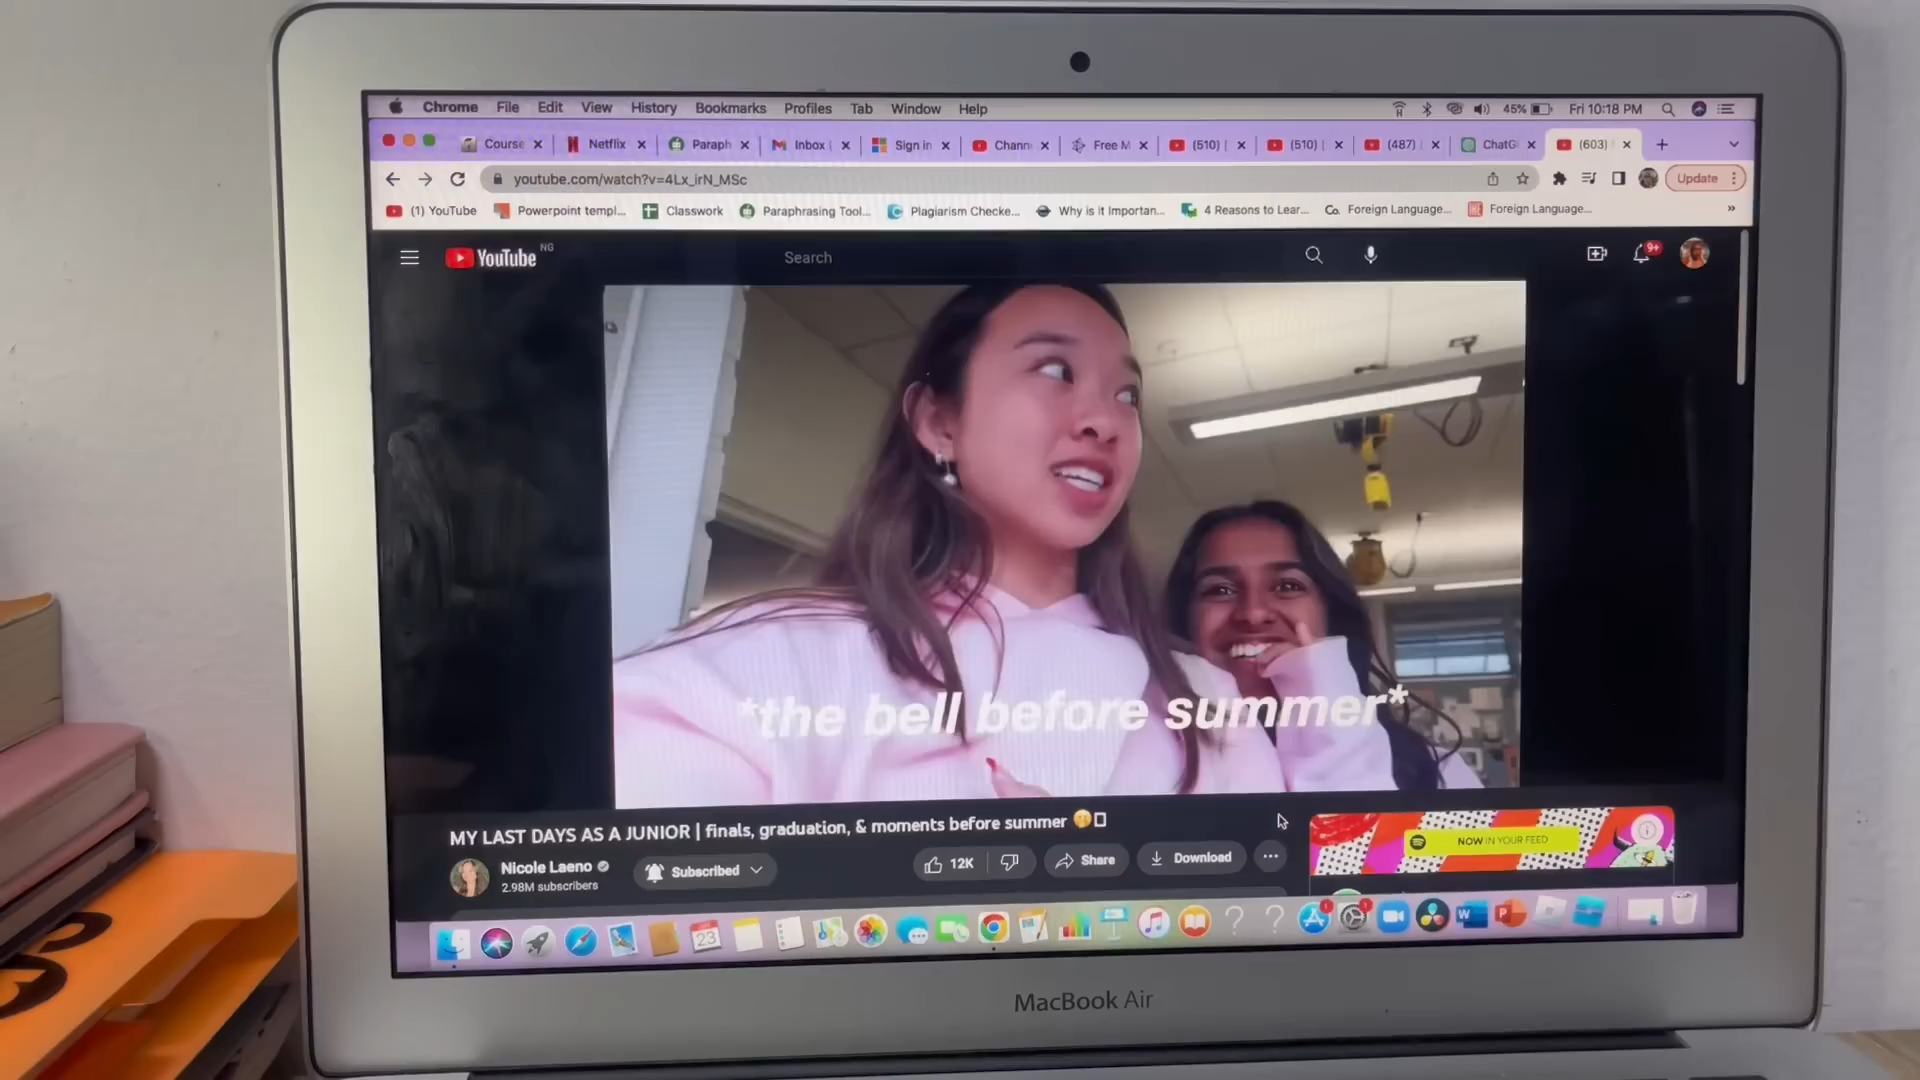 Chrome File Edit View History Bookmarks Profiles Tab Window Help 45% Fri 10:18 PM
Course Netflix Paraph Inbox ( Sign in Chann Free M (510) (510) (487) ChatG (603)
youtube.com/watch?v=4Lx_irN_MSc Update
(1) YouTube Powerpoint templ... Classwork Paraphrasing Tool... Plagiarism Checke... Why is it Importan... 4 Reasons to Lear... Co. Foreign Language... Foreign Language... »
YouTube NG Search 9+
*the bell before summer*
MY LAST DAYS AS A JUNIOR | finals, graduation, & moments before summer
NOW IN YOUR FEED
Nicole Laeno
2.98M subscribers
Subscribed 12K Share Download
23
MacBook Air